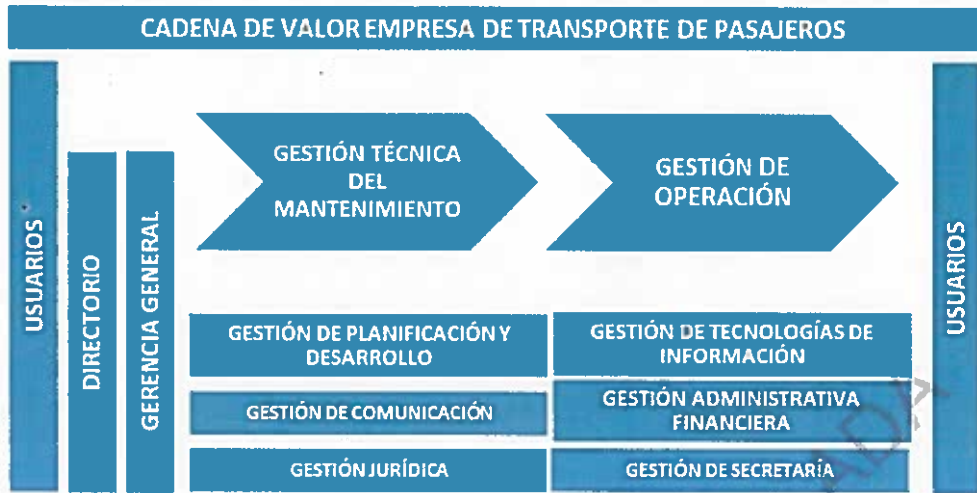 CADENA DE VALOR EMPRESA DE TRANSPORTE DE PASAJEROS
USUARIOS
DIRECTORIO
GERENCIA GENERAL
GESTIÓN TÉCNICA
DEL
MANTENIMIENTO
GESTIÓN DE
OPERACIÓN
GESTIÓN DE PLANIFICACIÓN Y
DESARROLLO
GESTIÓN DE TECNOLOGÍAS DE
INFORMACIÓN
GESTIÓN DE COMUNICACIÓN
GESTIÓN ADMINISTRATIVA
FINANCIERA
GESTIÓN JURÍDICA
GESTIÓN DE SECRETARÍA
USUARIOS